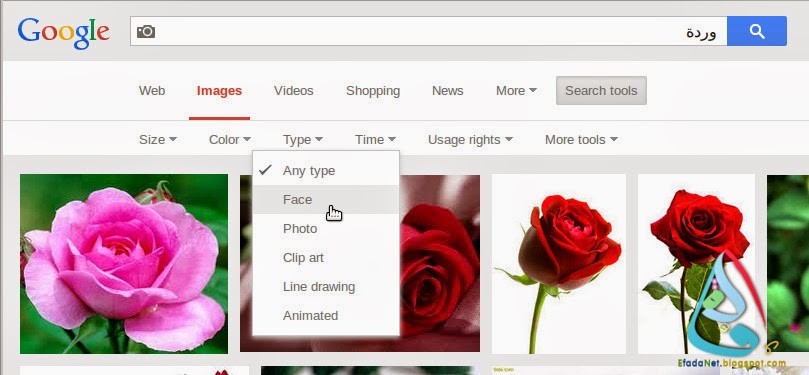 Google
وردة
Web Images Videos Shopping News More Search tools
Size Color Type Time Usage rights More tools
Any type
Face
Photo
Clip art
Line drawing
Animated
EfadaNet.blogspot.com